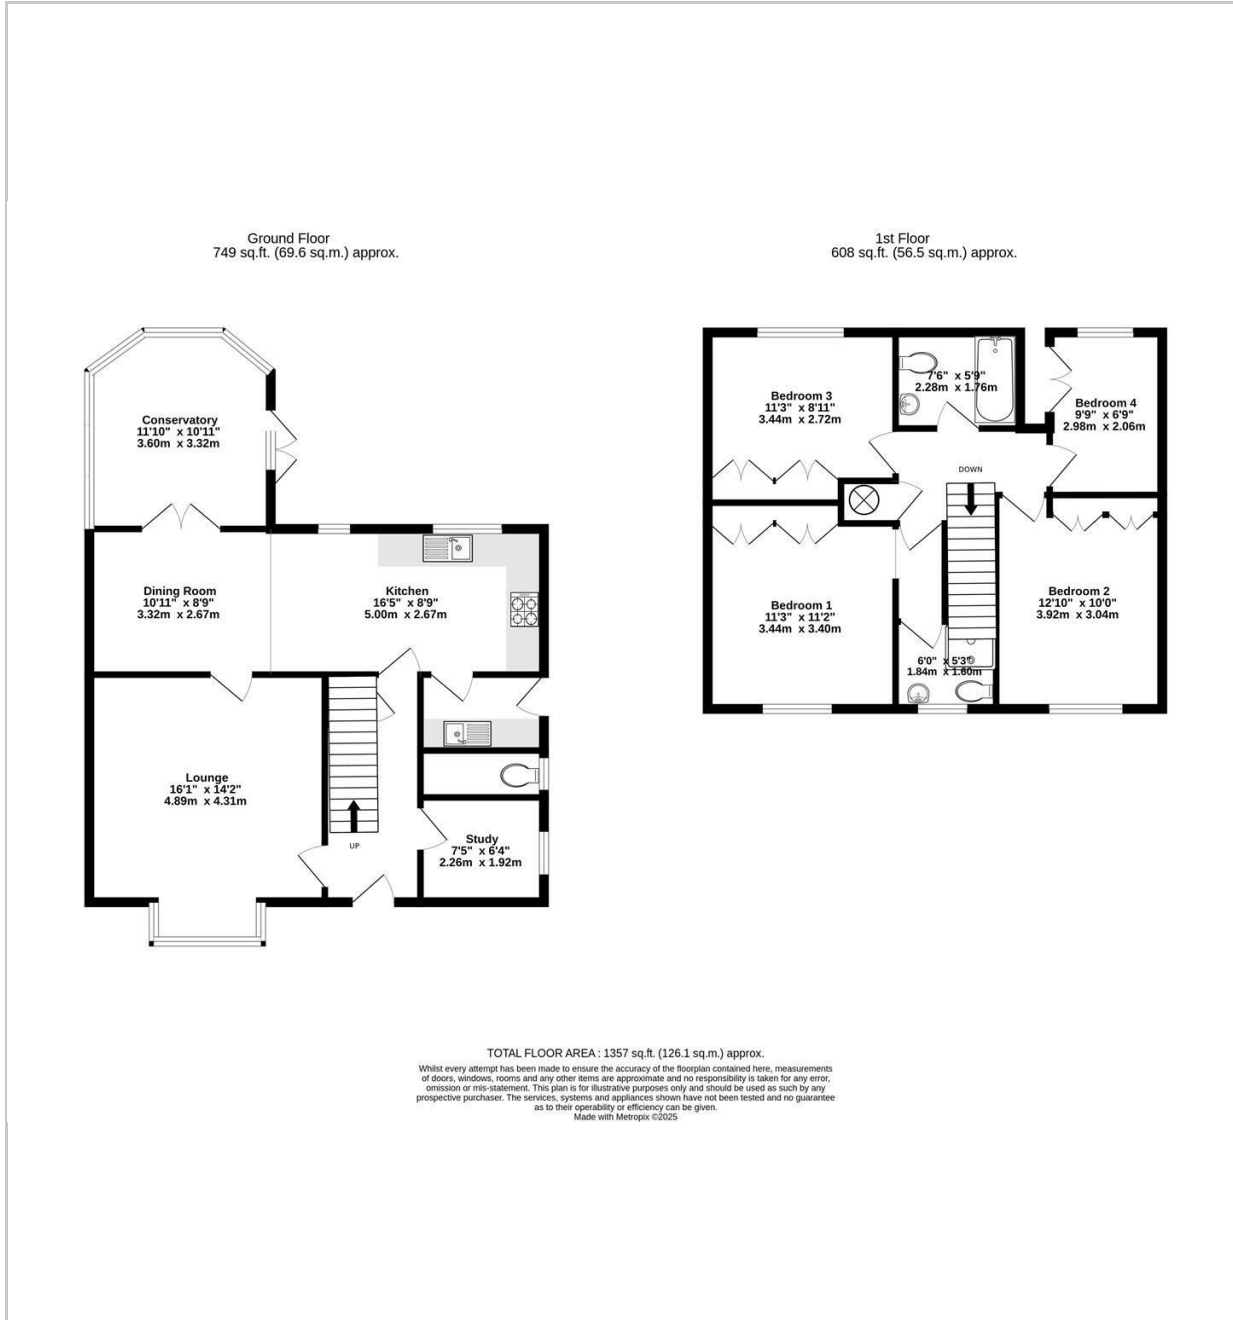 Ground Floor
749 sq.ft. (69.6 sq.m.) approx.
Conservatory
11'10" x 10'11"
3.60m x 3.32m
Dining Room
10'11" x 8'9"
3.32m x 2.67m
Kitchen
16'5" x 8'9"
5.00m x 2.67m
Lounge
16'1" x 14'2"
4.89m x 4.31m
UP
Study
7'5" x 6'4"
2.26m x 1.92m
1st Floor
608 sq.ft. (56.5 sq.m.) approx.
Bedroom 3
11'3" x 8'11"
3.44m x 2.72m
7'6" x 5'9"
2.28m x 1.76m
Bedroom 4
9'9" x 6'9"
2.98m x 2.06m
DOWN
Bedroom 1
11'3" x 11'2"
3.44m x 3.40m
Bedroom 2
12'10" x 10'0"
3.92m x 3.04m
6'0" x 5'3"
1.84m x 1.60m
TOTAL FLOOR AREA : 1357 sq.ft. (126.1 sq.m.) approx.
Whilst every attempt has been made to ensure the accuracy of the floorplan contained here, measurements
of doors, windows, rooms and any other items are approximate and no responsibility is taken for any error,
omission or mis-statement. This plan is for illustrative purposes only and should be used as such by any
prospective purchaser. The services, systems and appliances shown have not been tested and no guarantee
as to their operability or efficiency can be given.
Made with Metropix ©2025